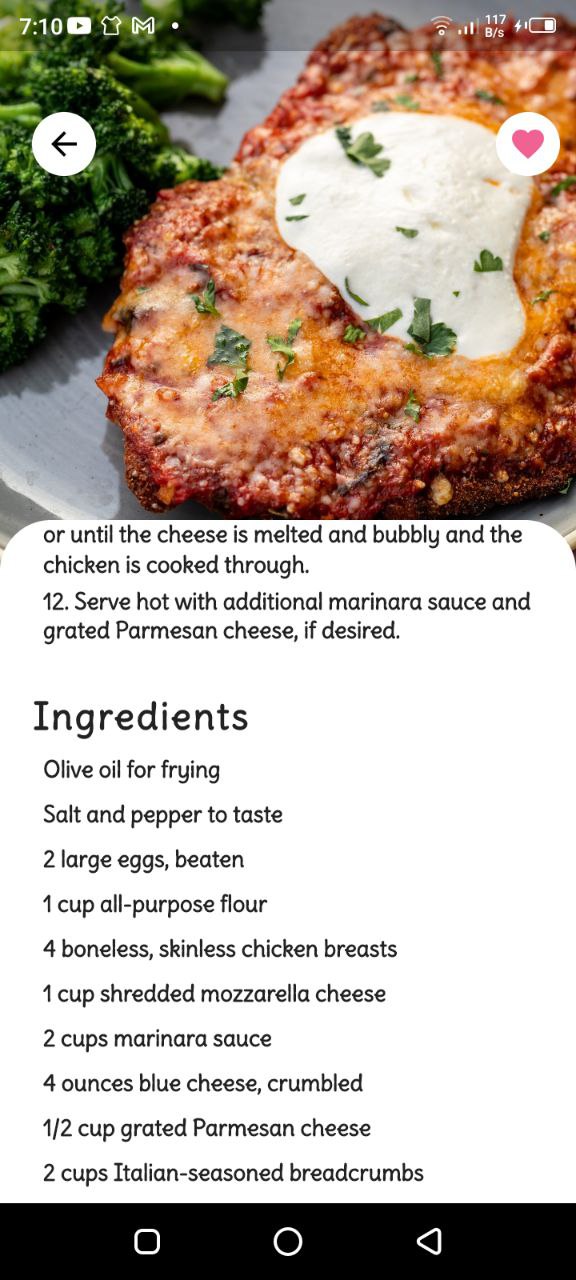 7:10
117
B/s
or until the cheese is melted and bubbly and the
chicken is cooked through.
12. Serve hot with additional marinara sauce and
grated Parmesan cheese, if desired.
Ingredients
Olive oil for frying
Salt and pepper to taste
2 large eggs, beaten
1 cup all-purpose flour
4 boneless, skinless chicken breasts
1 cup shredded mozzarella cheese
2 cups marinara sauce
4 ounces blue cheese, crumbled
1/2 cup grated Parmesan cheese
2 cups Italian-seasoned breadcrumbs